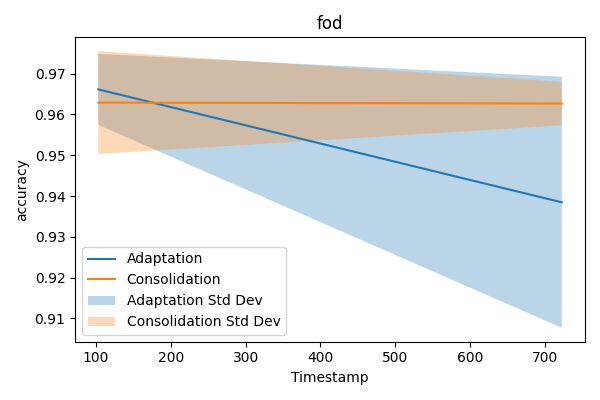 fod
accuracy
0.97
0.96
0.95
0.94
0.93
0.92
0.91
Adaptation
Consolidation
Adaptation Std Dev
Consolidation Std Dev
100 200 300 400 500 600 700
Timestamp